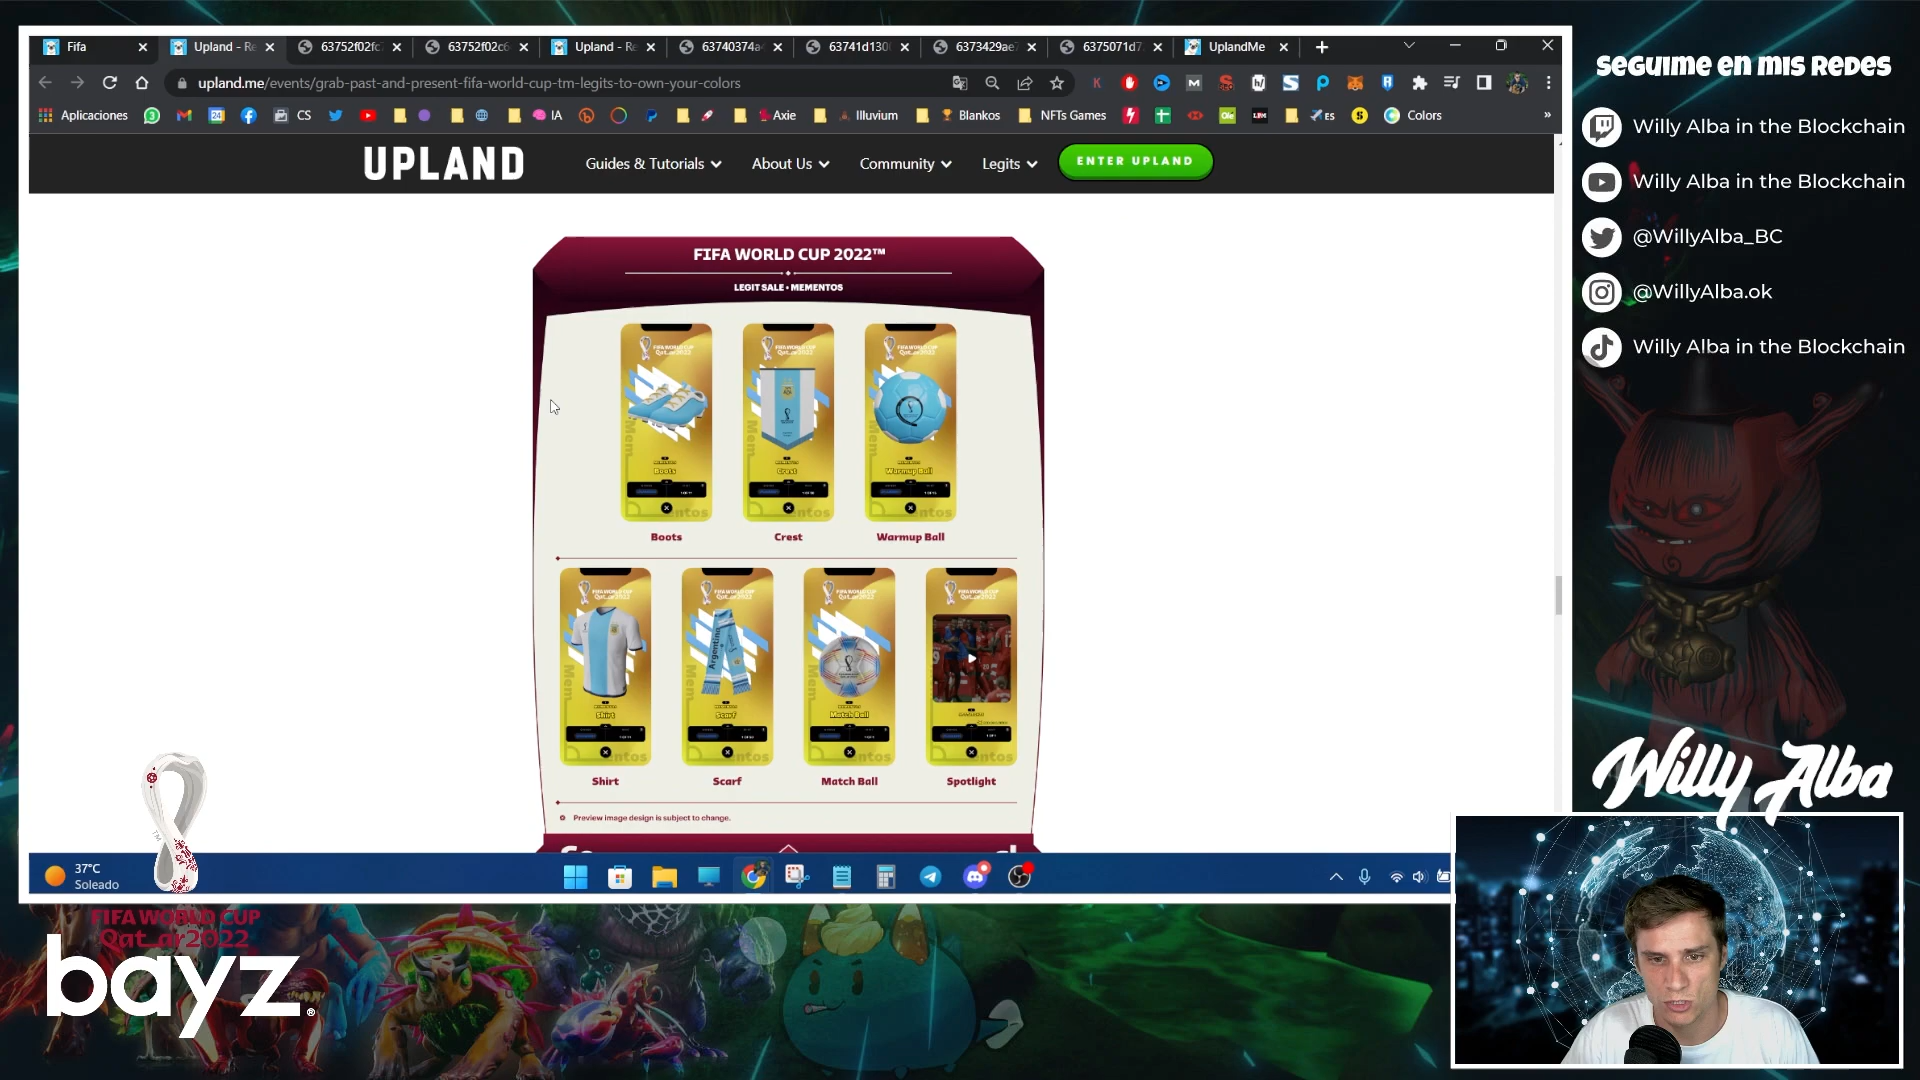 Fifa
Upland - Re
63752f02fc
63752f02c6
Upland - Re
63740374a
63741d130
6373429ae
6375071d7
UplandMe
upland.me/events/grab-past-and-present-fifa-world-cup-tm-legits-to-own-your-colors
Aplicaciones
CS
IA
Axie
Illuvium
Blankos
NFTs Games
ES
Colors
UPLAND
Guides & Tutorials
About Us
Community
Legits
ENTER UPLAND
FIFA WORLD CUP 2022™
LEGIT SALE • MEMENTOS
Boots
Crest
Warmup Ball
Shirt
Scarf
Match Ball
Spotlight
Preview image design is subject to change.
37°C
Soleado
FIFA WORLD CUP
Qat_ar2022
bayz®
SEGUIME EN MIS REDES
Willy Alba in the Blockchain
Willy Alba in the Blockchain
@WillyAlba_BC
@WillyAlba.ok
Willy Alba in the Blockchain
Willy Alba